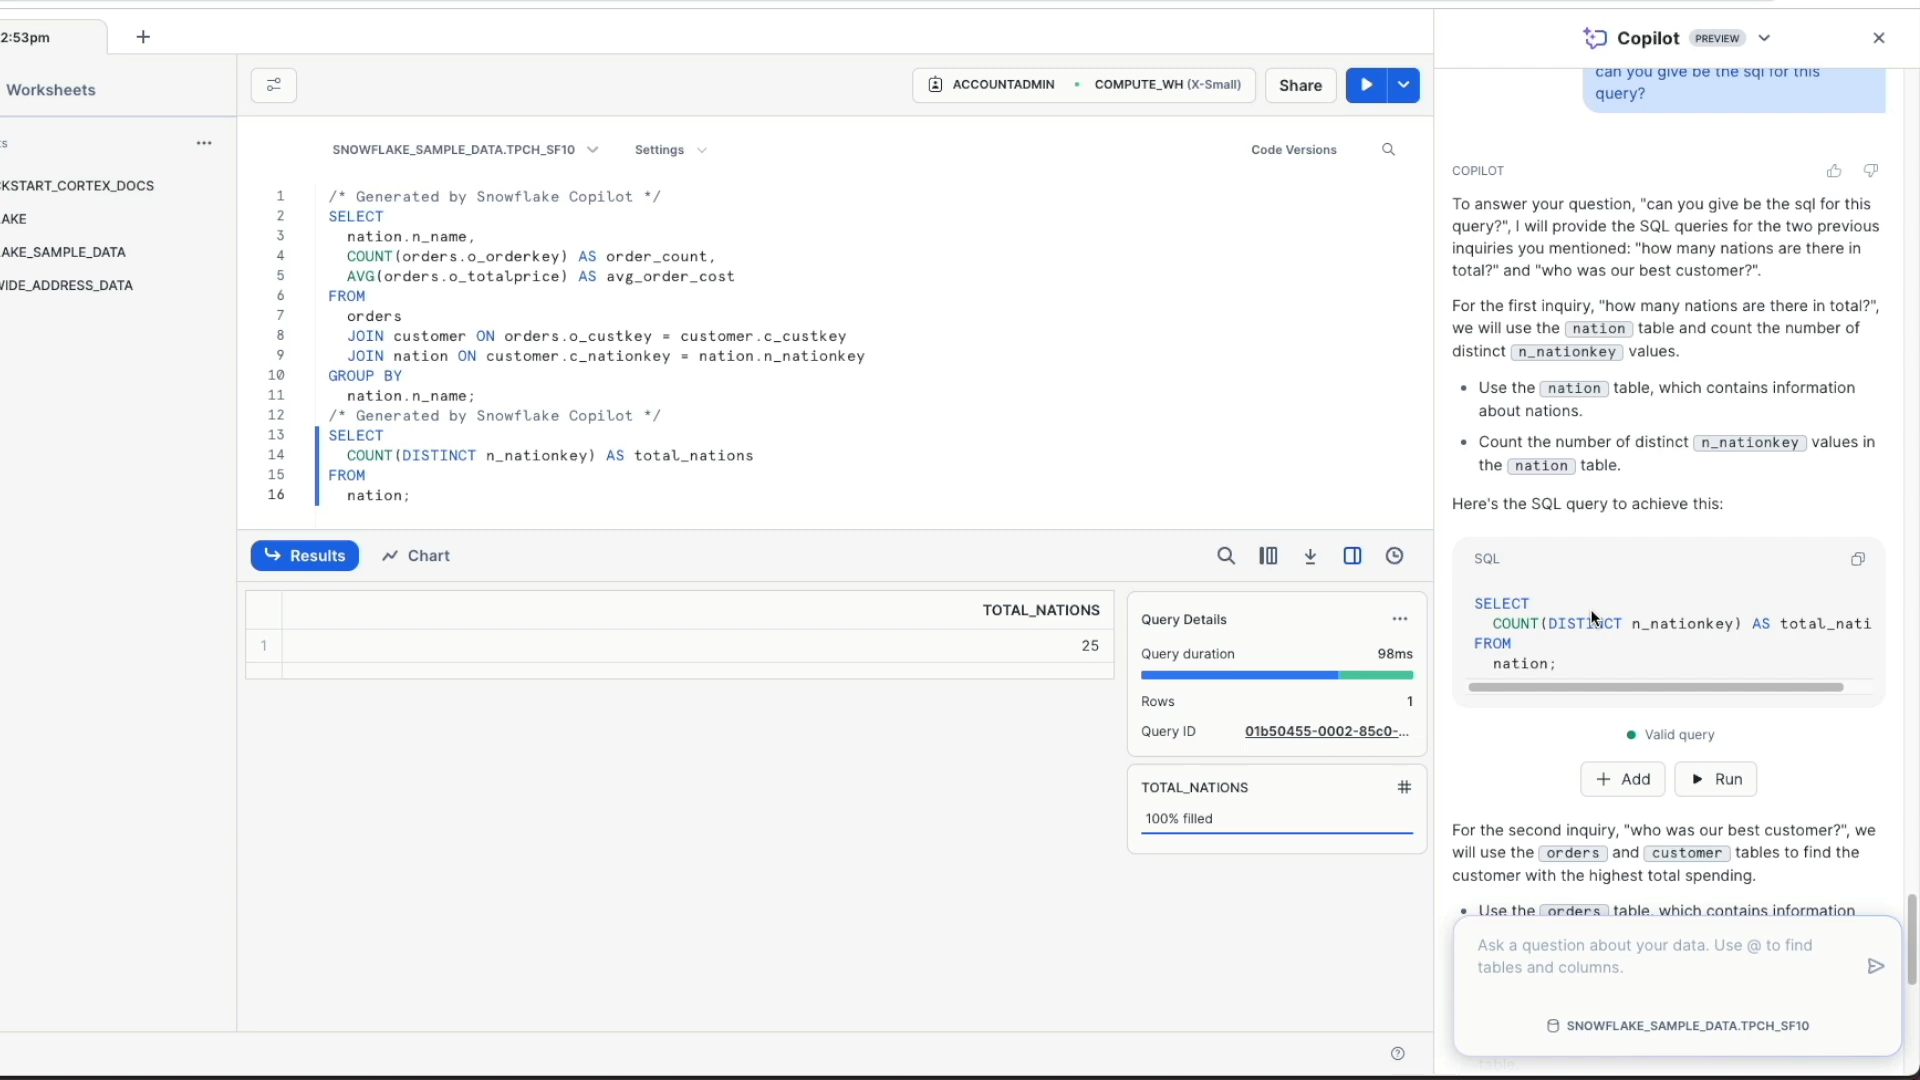 2:53pm
Worksheets
ACCOUNTADMIN • COMPUTE_WH (X-Small)
Share
ts
KSTART_CORTEX_DOCS
AKE
AKE_SAMPLE_DATA
WIDE_ADDRESS_DATA
SNOWFLAKE_SAMPLE_DATA.TPCH_SF10
Settings
Code Versions
1 /* Generated by Snowflake Copilot */
2 SELECT
3 nation.n_name,
4 COUNT(orders.o_orderkey) AS order_count,
5 AVG(orders.o_totalprice) AS avg_order_cost
6 FROM
7 orders
8 JOIN customer ON orders.o_custkey = customer.c_custkey
9 JOIN nation ON customer.c_nationkey = nation.n_nationkey
10 GROUP BY
11 nation.n_name;
12 /* Generated by Snowflake Copilot */
13 SELECT
14 COUNT(DISTINCT n_nationkey) AS total_nations
15 FROM
16 nation;
Results
Chart
TOTAL_NATIONS
1 25
Query Details
Query duration 98ms
Rows 1
Query ID 01b50455-0002-85c0-...
TOTAL_NATIONS #
100% filled
Copilot PREVIEW
can you give be the sql for this
query?
COPILOT
To answer your question, "can you give be the sql for this
query?", I will provide the SQL queries for the two previous
inquiries you mentioned: "how many nations are there in
total?" and "who was our best customer?".
For the first inquiry, "how many nations are there in total?",
we will use the nation table and count the number of
distinct n_nationkey values.
• Use the nation table, which contains information
about nations.
• Count the number of distinct n_nationkey values in
the nation table.
Here's the SQL query to achieve this:
SQL
SELECT
COUNT(DISTINCT n_nationkey) AS total_nati
FROM
nation;
Valid query
+ Add
Run
For the second inquiry, "who was our best customer?", we
will use the orders and customer tables to find the
customer with the highest total spending.
• Use the orders table, which contains information
Ask a question about your data. Use @ to find
tables and columns.
SNOWFLAKE_SAMPLE_DATA.TPCH_SF10
table.